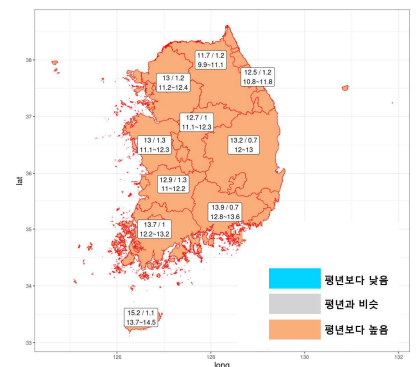 38
37
36
35
34
33
lat
11.7 / 1.2
9.9~11.1
12.5 / 1.2
10.8~11.8
13 / 1.2
11.2~12.4
12.7 / 1
11.1~12.3
13 / 1.3
11.1~12.3
13.2 / 0.7
12~13
12.9 / 1.3
11~12.2
13.9 / 0.7
12.8~13.6
13.7 / 1
12.2~13.2
15.2 / 1.1
13.7~14.5
평년보다 낮음
평년과 비슷
평년보다 높음
126
128
130
132
long